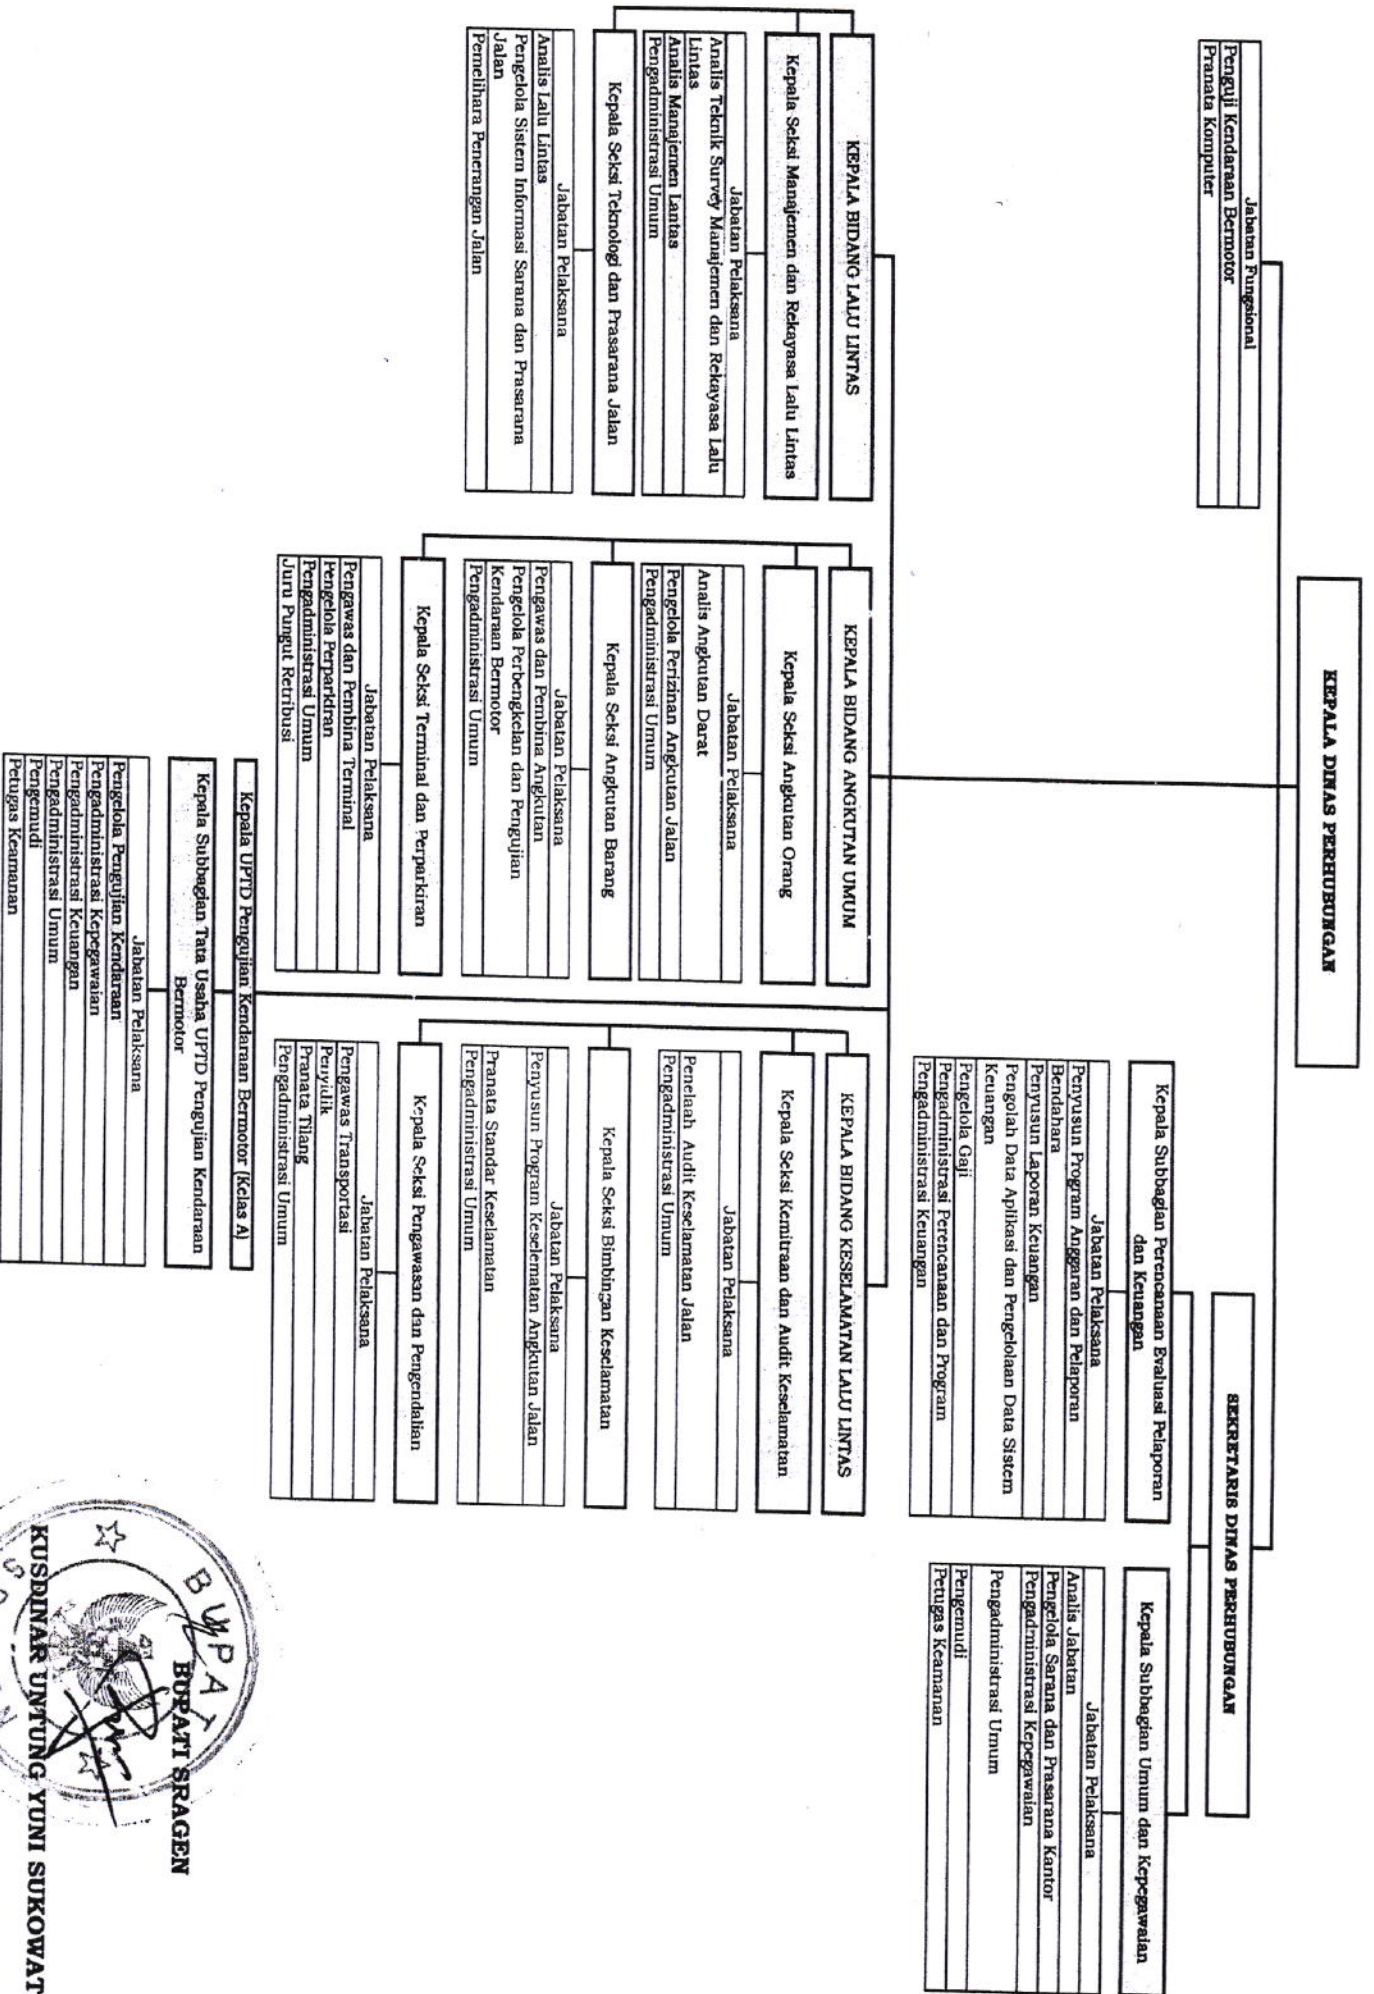 KEPALA DINAS PERHUBUNGAN
Jabatan Fungsional
Penguji Kendaraan Bermotor
Pranata Komputer
SEKRETARIS DINAS PERHUBUNGAN
Kepala Subbagian Perencanaan Evaluasi Pelaporan
dan Keuangan
Jabatan Pelaksana
Penyusun Program Anggaran dan Pelaporan
Bendahara
Penyusun Laporan Keuangan
Pengolah Data Aplikasi dan Pengelolaan Data Sistem
Keuangan
Pengelola Gaji
Pengadministrasi Perencanaan dan Program
Pengadministrasi Keuangan
Kepala Subbagian Umum dan Kepegawaian
Jabatan Pelaksana
Analis Jabatan
Pengelola Sarana dan Prasarana Kantor
Pengadministrasi Kepegawaian
Pengadministrasi Umum
Pengemudi
Petugas Keamanan
KEPALA BIDANG LALU LINTAS
Kepala Seksi Manajemen dan Rekayasa Lalu Lintas
Jabatan Pelaksana
Analis Teknik Survey Manajemen dan Rekayasa Lalu
Lintas
Analis Manajemen Lantas
Pengadministrasi Umum
Kepala Seksi Teknologi dan Prasarana Jalan
Jabatan Pelaksana
Analis Lalu Lintas
Pengelola Sistem Informasi Sarana dan Prasarana
Jalan
Pemelihara Penerangan Jalan
KEPALA BIDANG ANGKUTAN UMUM
Kepala Seksi Angkutan Orang
Jabatan Pelaksana
Analis Angkutan Darat
Pengelola Perizinan Angkutan Jalan
Pengadministrasi Umum
Kepala Seksi Angkutan Barang
Jabatan Pelaksana
Pengawas dan Pembina Angkutan
Pengelola Perbengkelan dan Pengujian
Kendaraan Bermotor
Pengadministrasi Umum
Kepala Seksi Terminal dan Perparkiran
Jabatan Pelaksana
Pengawas dan Pembina Terminal
Pengelola Perparkiran
Pengadministrasi Umum
Juru Pungut Retribusi
KEPALA BIDANG KESELAMATAN LALU LINTAS
Kepala Seksi Kemitraan dan Audit Keselamatan
Jabatan Pelaksana
Penelaah Audit Keselamatan Jalan
Pengadministrasi Umum
Kepala Seksi Bimbingan Keselamatan
Jabatan Pelaksana
Penyusun Program Keselematan Angkutan Jalan
Pranata Standar Keselamatan
Pengadministrasi Umum
Kepala Seksi Pengawasan dan Pengendalian
Jabatan Pelaksana
Pengawas Transportasi
Penyidik
Pranata Tilang
Pengadministrasi Umum
Kepala UPTD Pengujian Kendaraan Bermotor (Kelas A)
Kepala Subbagian Tata Usaha UPTD Pengujian Kendaraan
Bermotor
Jabatan Pelaksana
Pengelola Pengujian Kendaraan
Pengadministrasi Kepegawaian
Pengadministrasi Keuangan
Pengadministrasi Umum
Pengemudi
Petugas Keamanan
BUPATI SRAGEN
BUPATI
KUSDINAR UNTUNG YUNI SUKOWAT